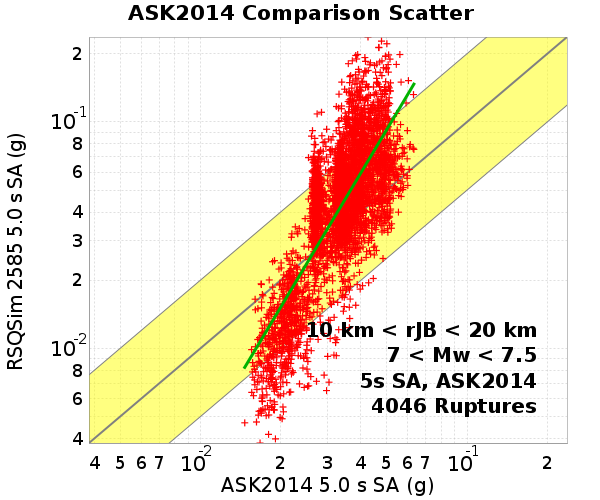 ASK2014 Comparison Scatter
RSQSim 2585 5.0 s SA (g)
2
10-1
8
6
4
3
2
10-2
8
6
4
10 km < rJB < 20 km
7 < Mw < 7.5
5s SA, ASK2014
4046 Ruptures
4 5 6 7 10-2 2 3 4 5 6 7 10-1 2
ASK2014 5.0 s SA (g)